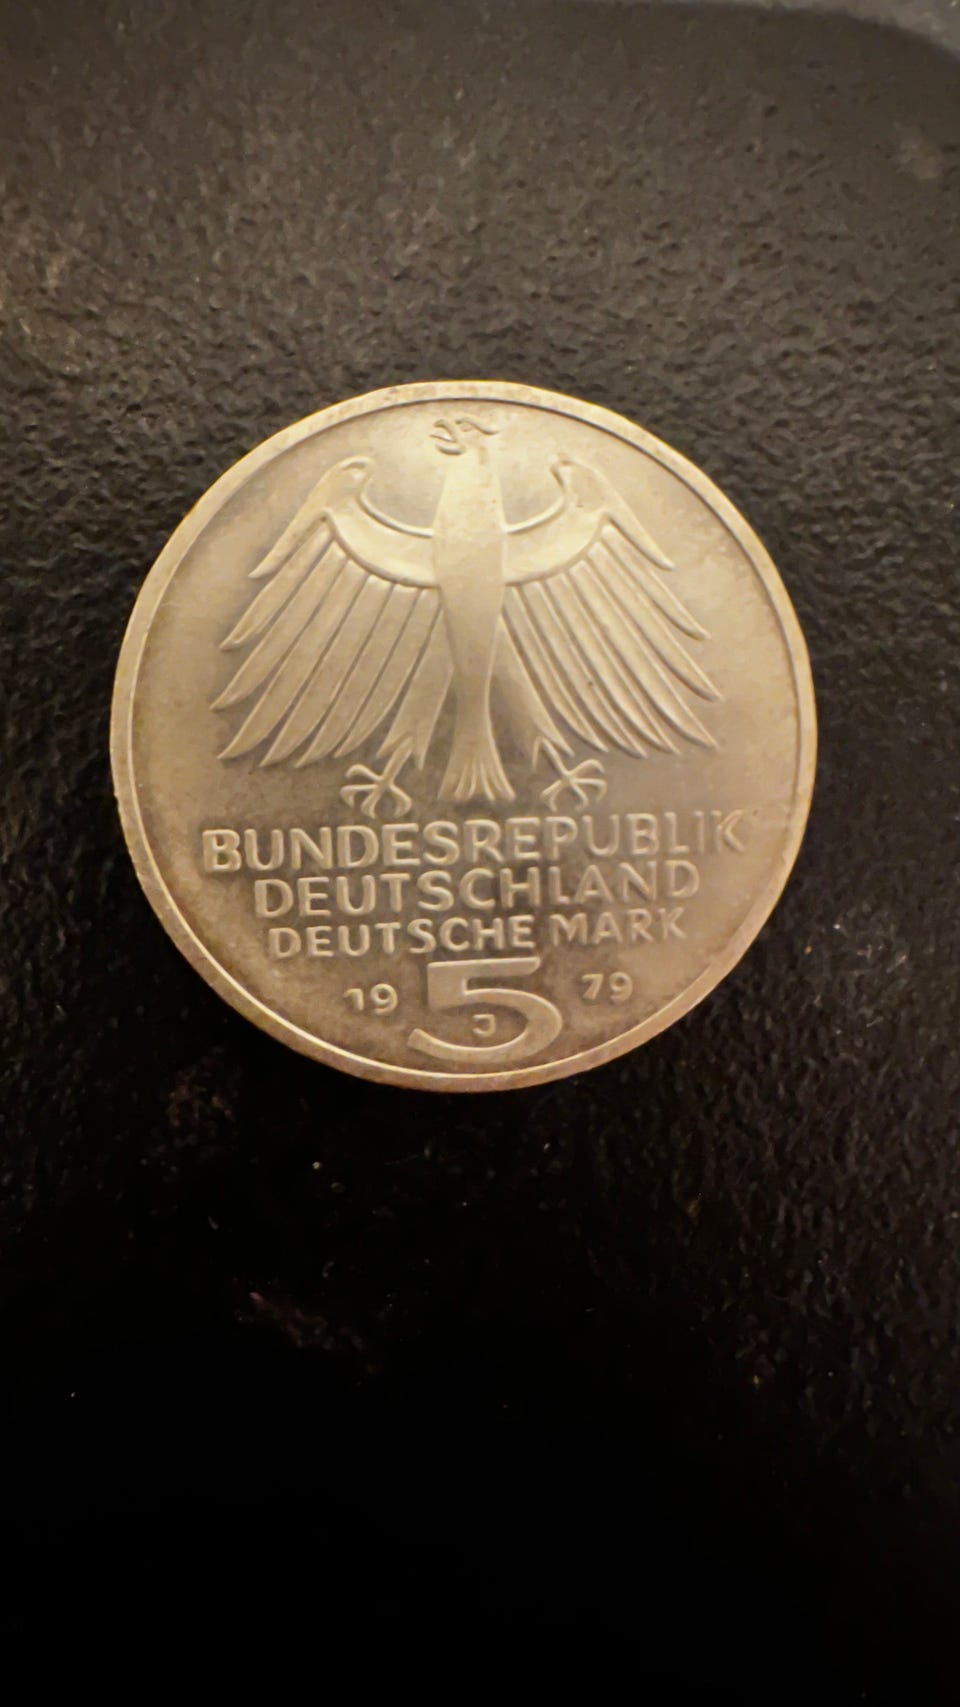 BUNDESREPUBLIK
DEUTSCHLAND
DEUTSCHE MARK
19 5 79
J